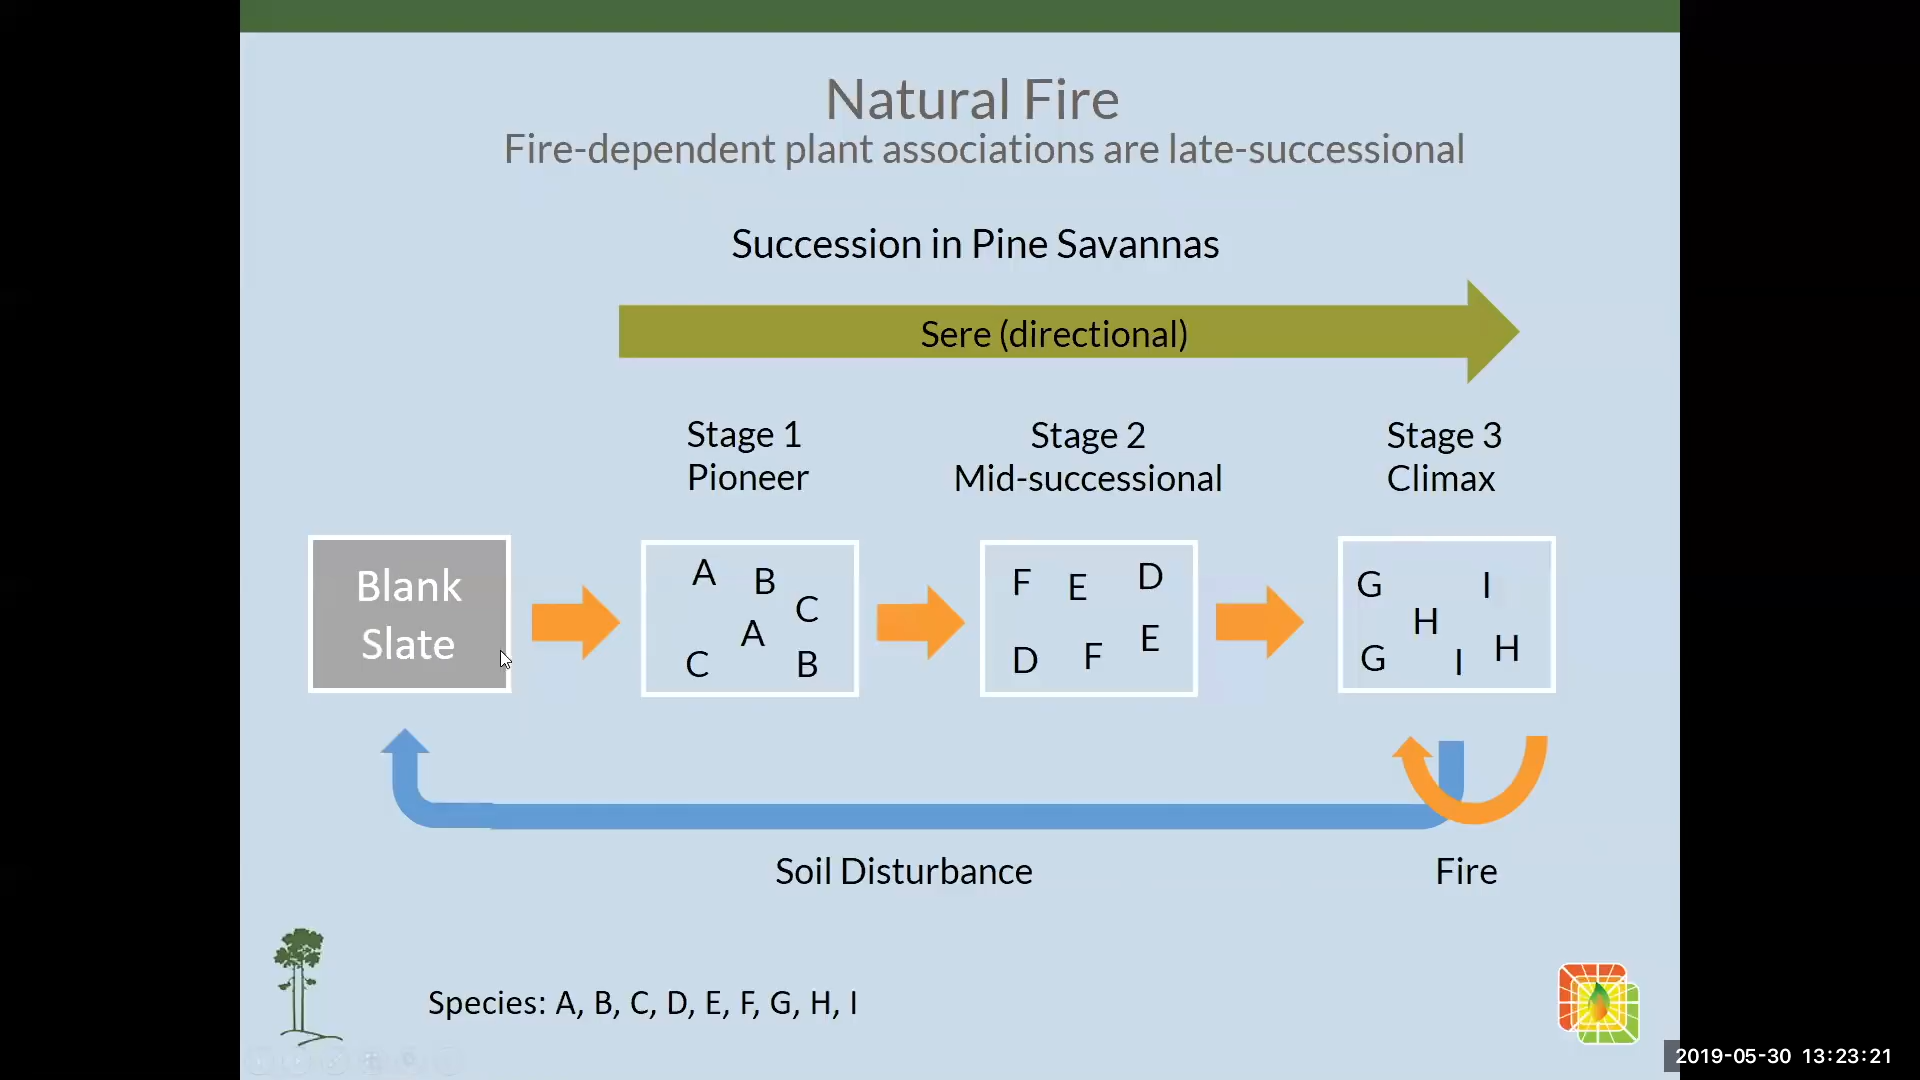 Natural Fire
Fire-dependent plant associations are late-successional
Succession in Pine Savannas
Sere (directional)
Stage 1
Pioneer
Stage 2
Mid-successional
Stage 3
Climax
Blank
Slate
A B
C
A
C B
F E D
E
D F
G I
H
H
G I
Soil Disturbance
Fire
Species: A, B, C, D, E, F, G, H, I
2019-05-30 13:23:21